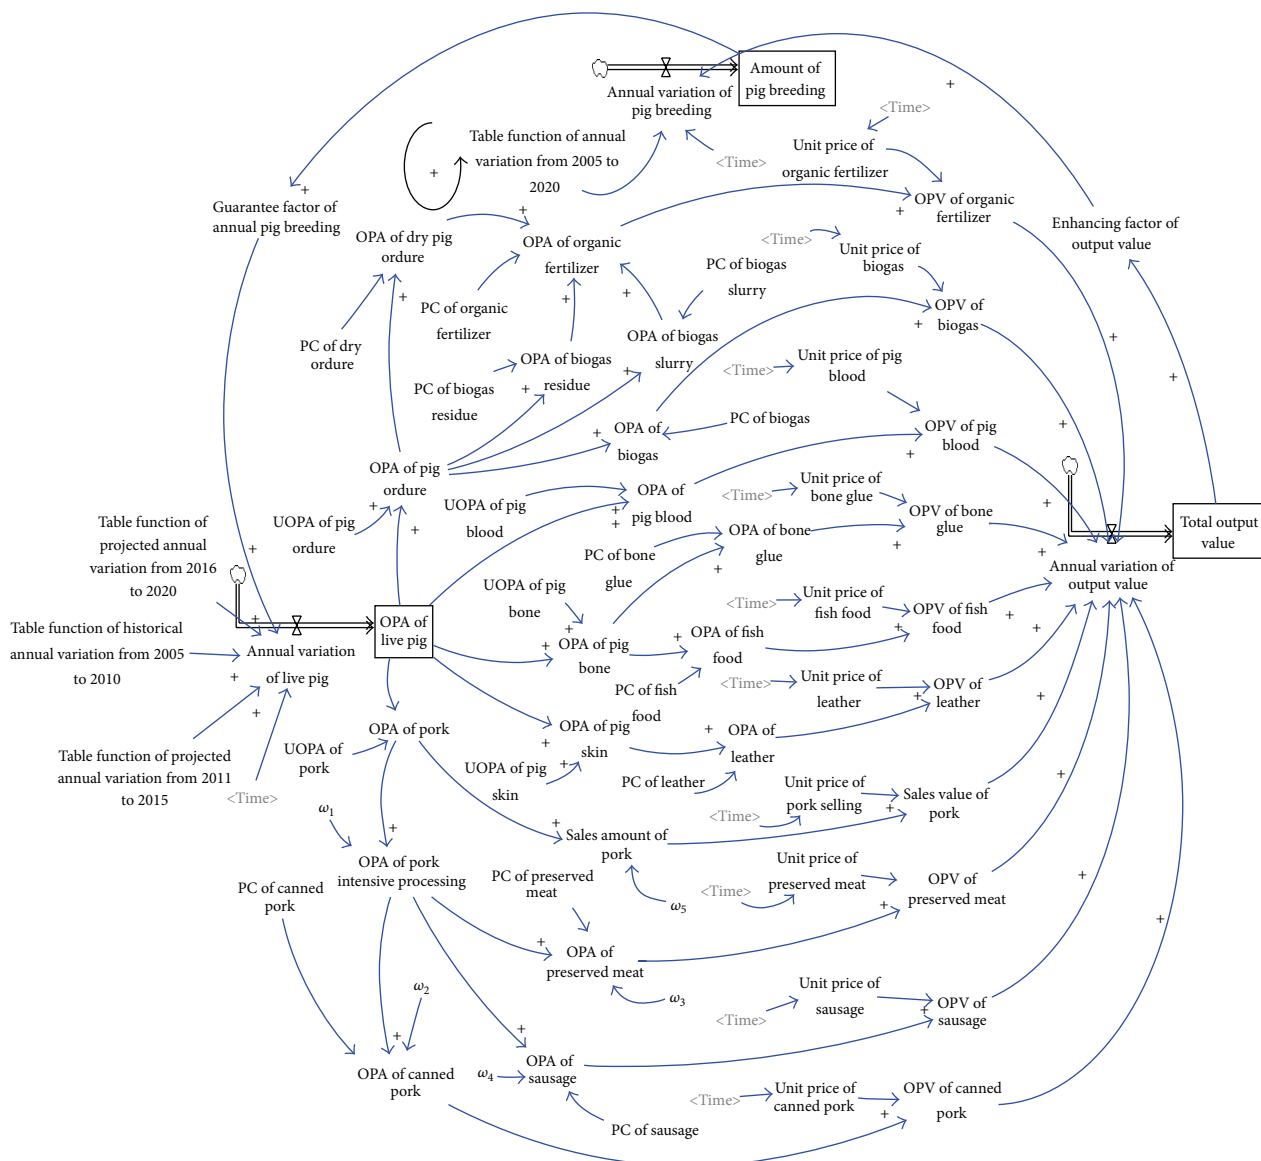 Amount of
pig breeding
Annual variation of
pig breeding
+
<Time>
Table function of annual
variation from 2005 to
2020
+
<Time>
Unit price of
organic fertilizer
+
Guarantee factor of
annual pig breeding
OPA of dry pig
ordure
+
OPA of organic
fertilizer
<Time>
Unit price of
biogas
+
OPV of organic
fertilizer
Enhancing factor of
output value
PC of biogas
slurry
PC of organic
fertilizer
+
+
+
OPV of
biogas
+
PC of dry
ordure
OPA of biogas
slurry
+
OPA of biogas
residue
+
PC of biogas
residue
<Time>
Unit price of pig
blood
+
+
OPA of
biogas
+
PC of biogas
OPV of pig
blood
+
+
OPA of pig
ordure
+
UOPA of pig
ordure
+
UOPA of pig
blood
OPA of
pig blood
+
+
<Time>
Unit price of
bone glue
OPV of bone
glue
+
+
Total output
value
Table function of
projected annual
variation from 2016
to 2020
+
PC of bone
glue
OPA of bone
glue
+
+
Annual variation of
output value
UOPA of pig
bone
+
<Time>
Unit price of
fish food
OPV of fish
food
+
+
+
Table function of historical
annual variation from 2005
to 2010
+
+
Annual variation
of live pig
+
OPA of
live pig
OPA of pig
bone
+
OPA of fish
food
+
PC of fish
food
<Time>
Unit price of
leather
OPV of
leather
+
+
Table function of projected
annual variation from 2011
to 2015
<Time>
UOPA of
pork
OPA of pork
OPA of pig
skin
+
+
UOPA of pig
skin
OPA of
leather
+
PC of leather
+
<Time>
Unit price of
pork selling
Sales value of
pork
+
ω1
+
Sales amount of
pork
+
OPA of pork
intensive processing
PC of canned
pork
PC of preserved
meat
ω5
<Time>
Unit price of
preserved meat
OPV of
preserved meat
+
+
+
OPA of
preserved meat
+
ω3
ω2
<Time>
Unit price of
sausage
OPV of
sausage
+
+
+
OPA of canned
pork
ω4
OPA of
sausage
PC of sausage
<Time>
Unit price of
canned pork
OPV of canned
pork
+